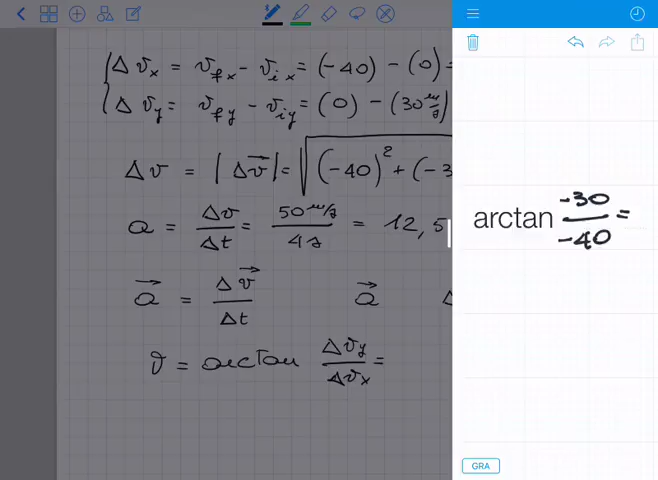 Δv_x = v_fx - v_ix = (-40) - (0) =
Δv_y = v_fy - v_iy = (0) - (30 m/s)
Δv = |Δv⃗| = √(-40)² + (-3
a = Δv/Δt = 50 m/s / 4s = 12,5
a⃗ = Δv⃗/Δt a⃗ Δ
ϑ = arctan Δv_y/Δv_x =
arctan -30/-40 =
GRA